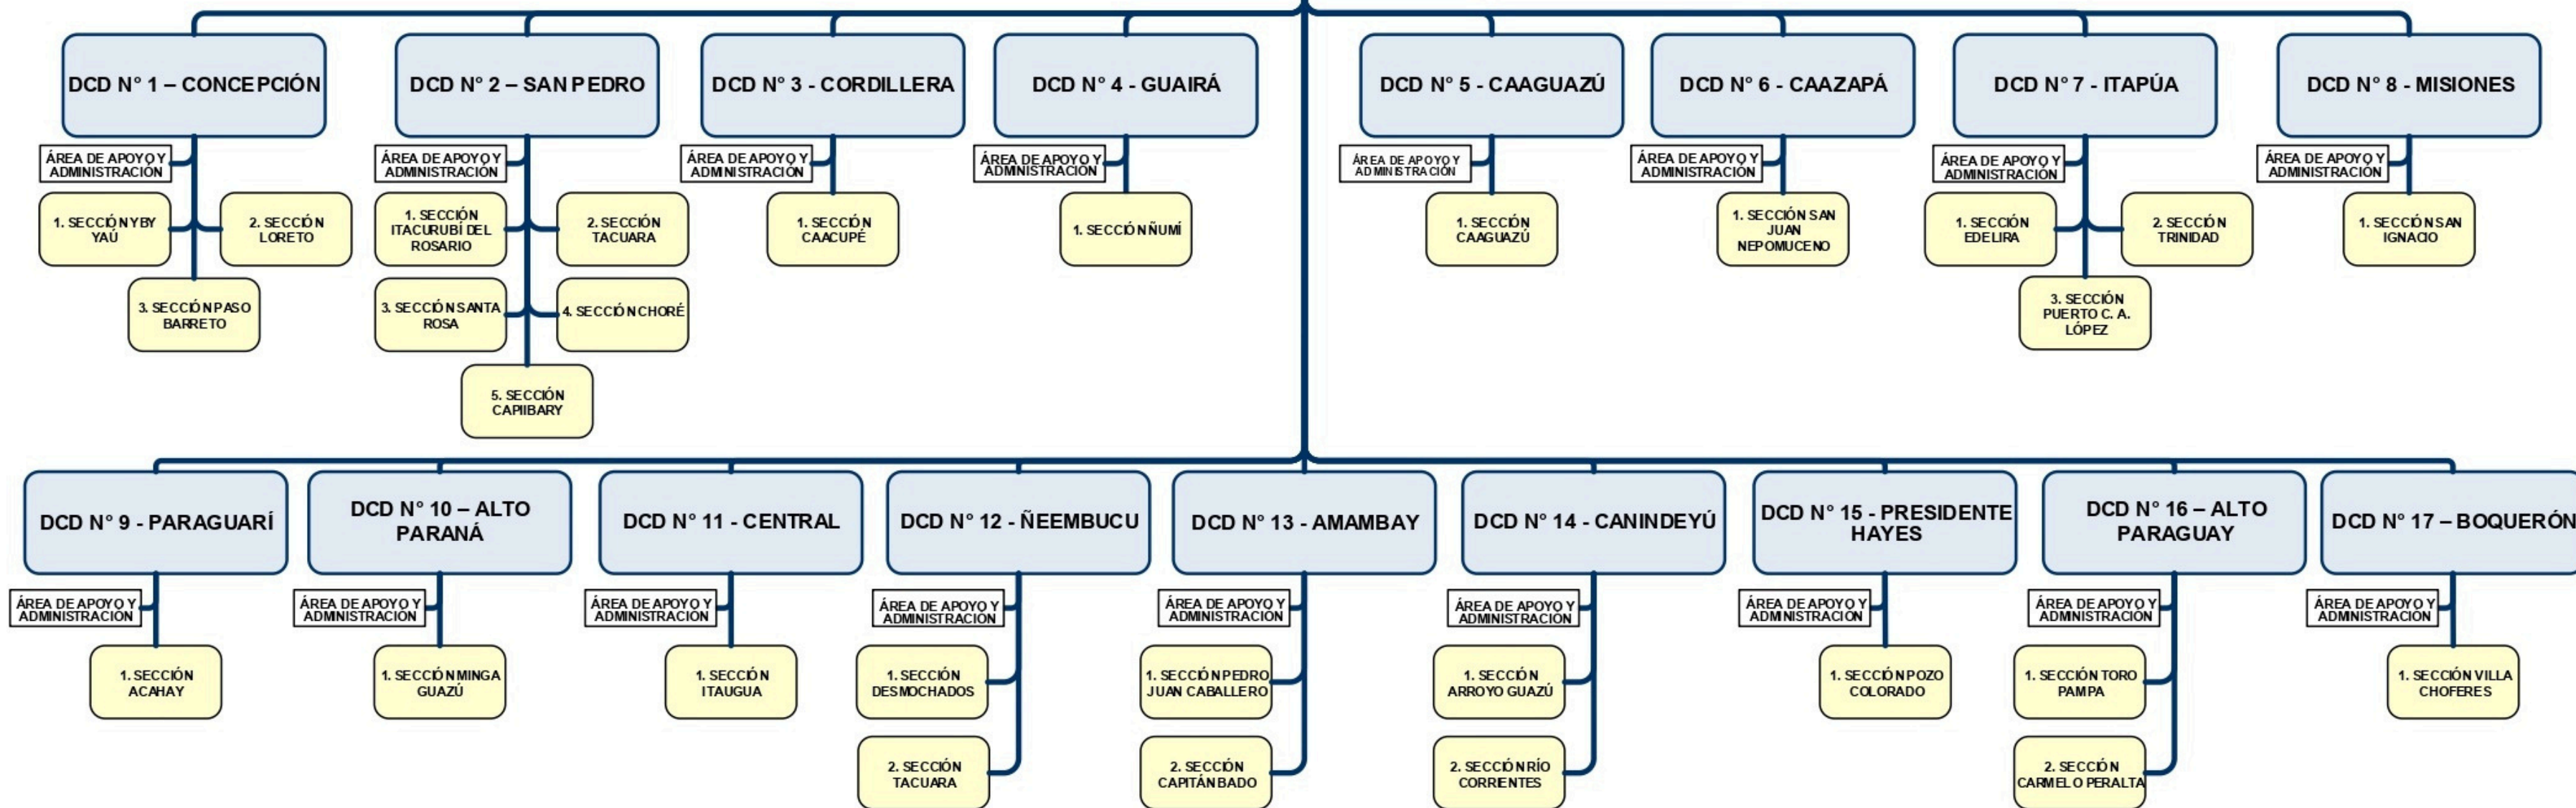 DCD N° 1 – CONCEPCIÓN
ÁREA DE APOYO Y
ADMINISTRACIÓN
1. SECCIÓN YBY
YAÚ
2. SECCIÓN
LORETO
3. SECCIÓN PASO
BARRETO
DCD N° 2 – SAN PEDRO
ÁREA DE APOYO Y
ADMINISTRACIÓN
1. SECCIÓN
ITACURUBÍ DEL
ROSARIO
2. SECCIÓN
TACUARA
3. SECCIÓN SANTA
ROSA
4. SECCIÓN CHORÉ
5. SECCIÓN
CAPIIBARY
DCD N° 3 - CORDILLERA
ÁREA DE APOYO Y
ADMINISTRACIÓN
1. SECCIÓN
CAACUPÉ
DCD N° 4 - GUAIRÁ
ÁREA DE APOYO Y
ADMINISTRACIÓN
1. SECCIÓN ÑUMÍ
DCD N° 5 - CAAGUAZÚ
ÁREA DE APOYO Y
ADMINISTRACIÓN
1. SECCIÓN
CAAGUAZÚ
DCD N° 6 - CAAZAPÁ
ÁREA DE APOYO Y
ADMINISTRACIÓN
1. SECCIÓN SAN
JUAN
NEPOMUCENO
DCD N° 7 - ITAPÚA
ÁREA DE APOYO Y
ADMINISTRACIÓN
1. SECCIÓN
EDELIRA
2. SECCIÓN
TRINIDAD
3. SECCIÓN
PUERTO C. A.
LÓPEZ
DCD N° 8 - MISIONES
ÁREA DE APOYO Y
ADMINISTRACIÓN
1. SECCIÓN SAN
IGNACIO
DCD N° 9 - PARAGUARÍ
ÁREA DE APOYO Y
ADMINISTRACIÓN
1. SECCIÓN
ACAHAY
DCD N° 10 – ALTO
PARANÁ
ÁREA DE APOYO Y
ADMINISTRACIÓN
1. SECCIÓN MINGA
GUAZÚ
DCD N° 11 - CENTRAL
ÁREA DE APOYO Y
ADMINISTRACIÓN
1. SECCIÓN
ITAUGUA
DCD N° 12 - ÑEEMBUCU
ÁREA DE APOYO Y
ADMINISTRACIÓN
1. SECCIÓN
DESMOCHADOS
2. SECCIÓN
TACUARA
DCD N° 13 - AMAMBAY
ÁREA DE APOYO Y
ADMINISTRACIÓN
1. SECCIÓN PEDRO
JUAN CABALLERO
2. SECCIÓN
CAPITÁN BADO
DCD N° 14 - CANINDEYÚ
ÁREA DE APOYO Y
ADMINISTRACIÓN
1. SECCIÓN
ARROYO GUAZÚ
2. SECCIÓN RÍO
CORRIENTES
DCD N° 15 - PRESIDENTE
HAYES
ÁREA DE APOYO Y
ADMINISTRACIÓN
1. SECCIÓN POZO
COLORADO
DCD N° 16 – ALTO
PARAGUAY
ÁREA DE APOYO Y
ADMINISTRACIÓN
1. SECCIÓN TORO
PAMPA
2. SECCIÓN
CARMELO PERALTA
DCD N° 17 – BOQUERÓN
ÁREA DE APOYO Y
ADMINISTRACIÓN
1. SECCIÓN VILLA
CHOFERES